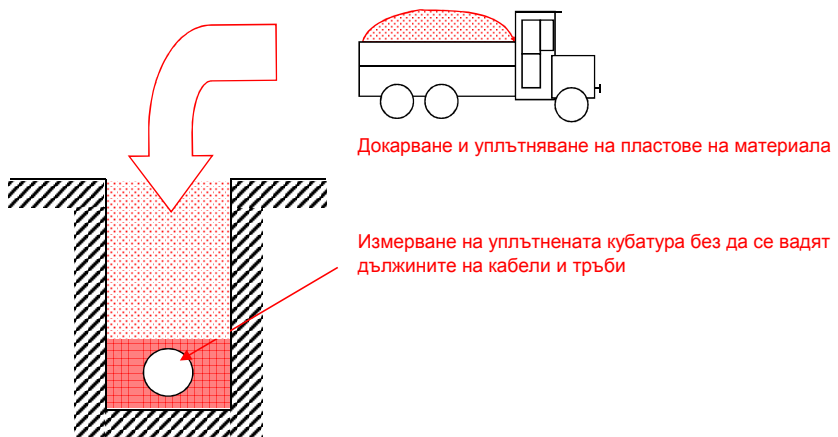 Докарване и уплътняване на пластове на материала
Измерване на уплътнената кубатура без да се вадят
дължините на кабели и тръби